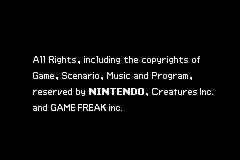 All Rights, including the copyrights of
Game, Scenario, Music and Program,
reserved by NINTENDO, Creatures Inc.
and GAME FREAK inc.